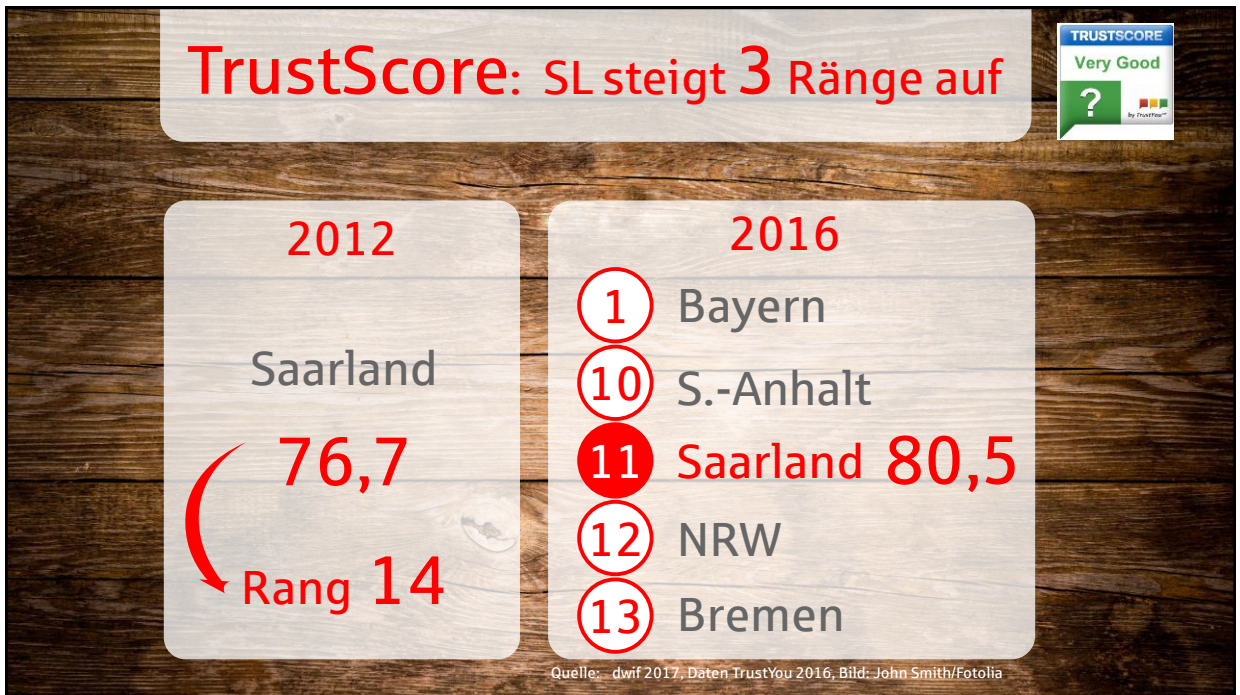 TrustScore: SL steigt 3 Ränge auf
TRUSTSCORE
Very Good
?
by TrustYou™
2012
Saarland
76,7
Rang 14
2016
1 Bayern
10 S.-Anhalt
11 Saarland 80,5
12 NRW
13 Bremen
Quelle: dwif 2017, Daten TrustYou 2016, Bild: John Smith/Fotolia